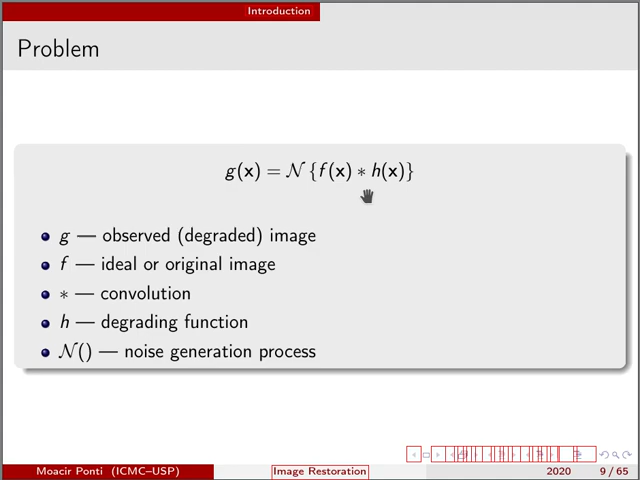 Introduction
Problem
g(x) = 𝒩 {f(x) ∗ h(x)}
g — observed (degraded) image
f — ideal or original image
∗ — convolution
h — degrading function
𝒩() — noise generation process
Moacir Ponti (ICMC–USP) Image Restoration 2020 9 / 65